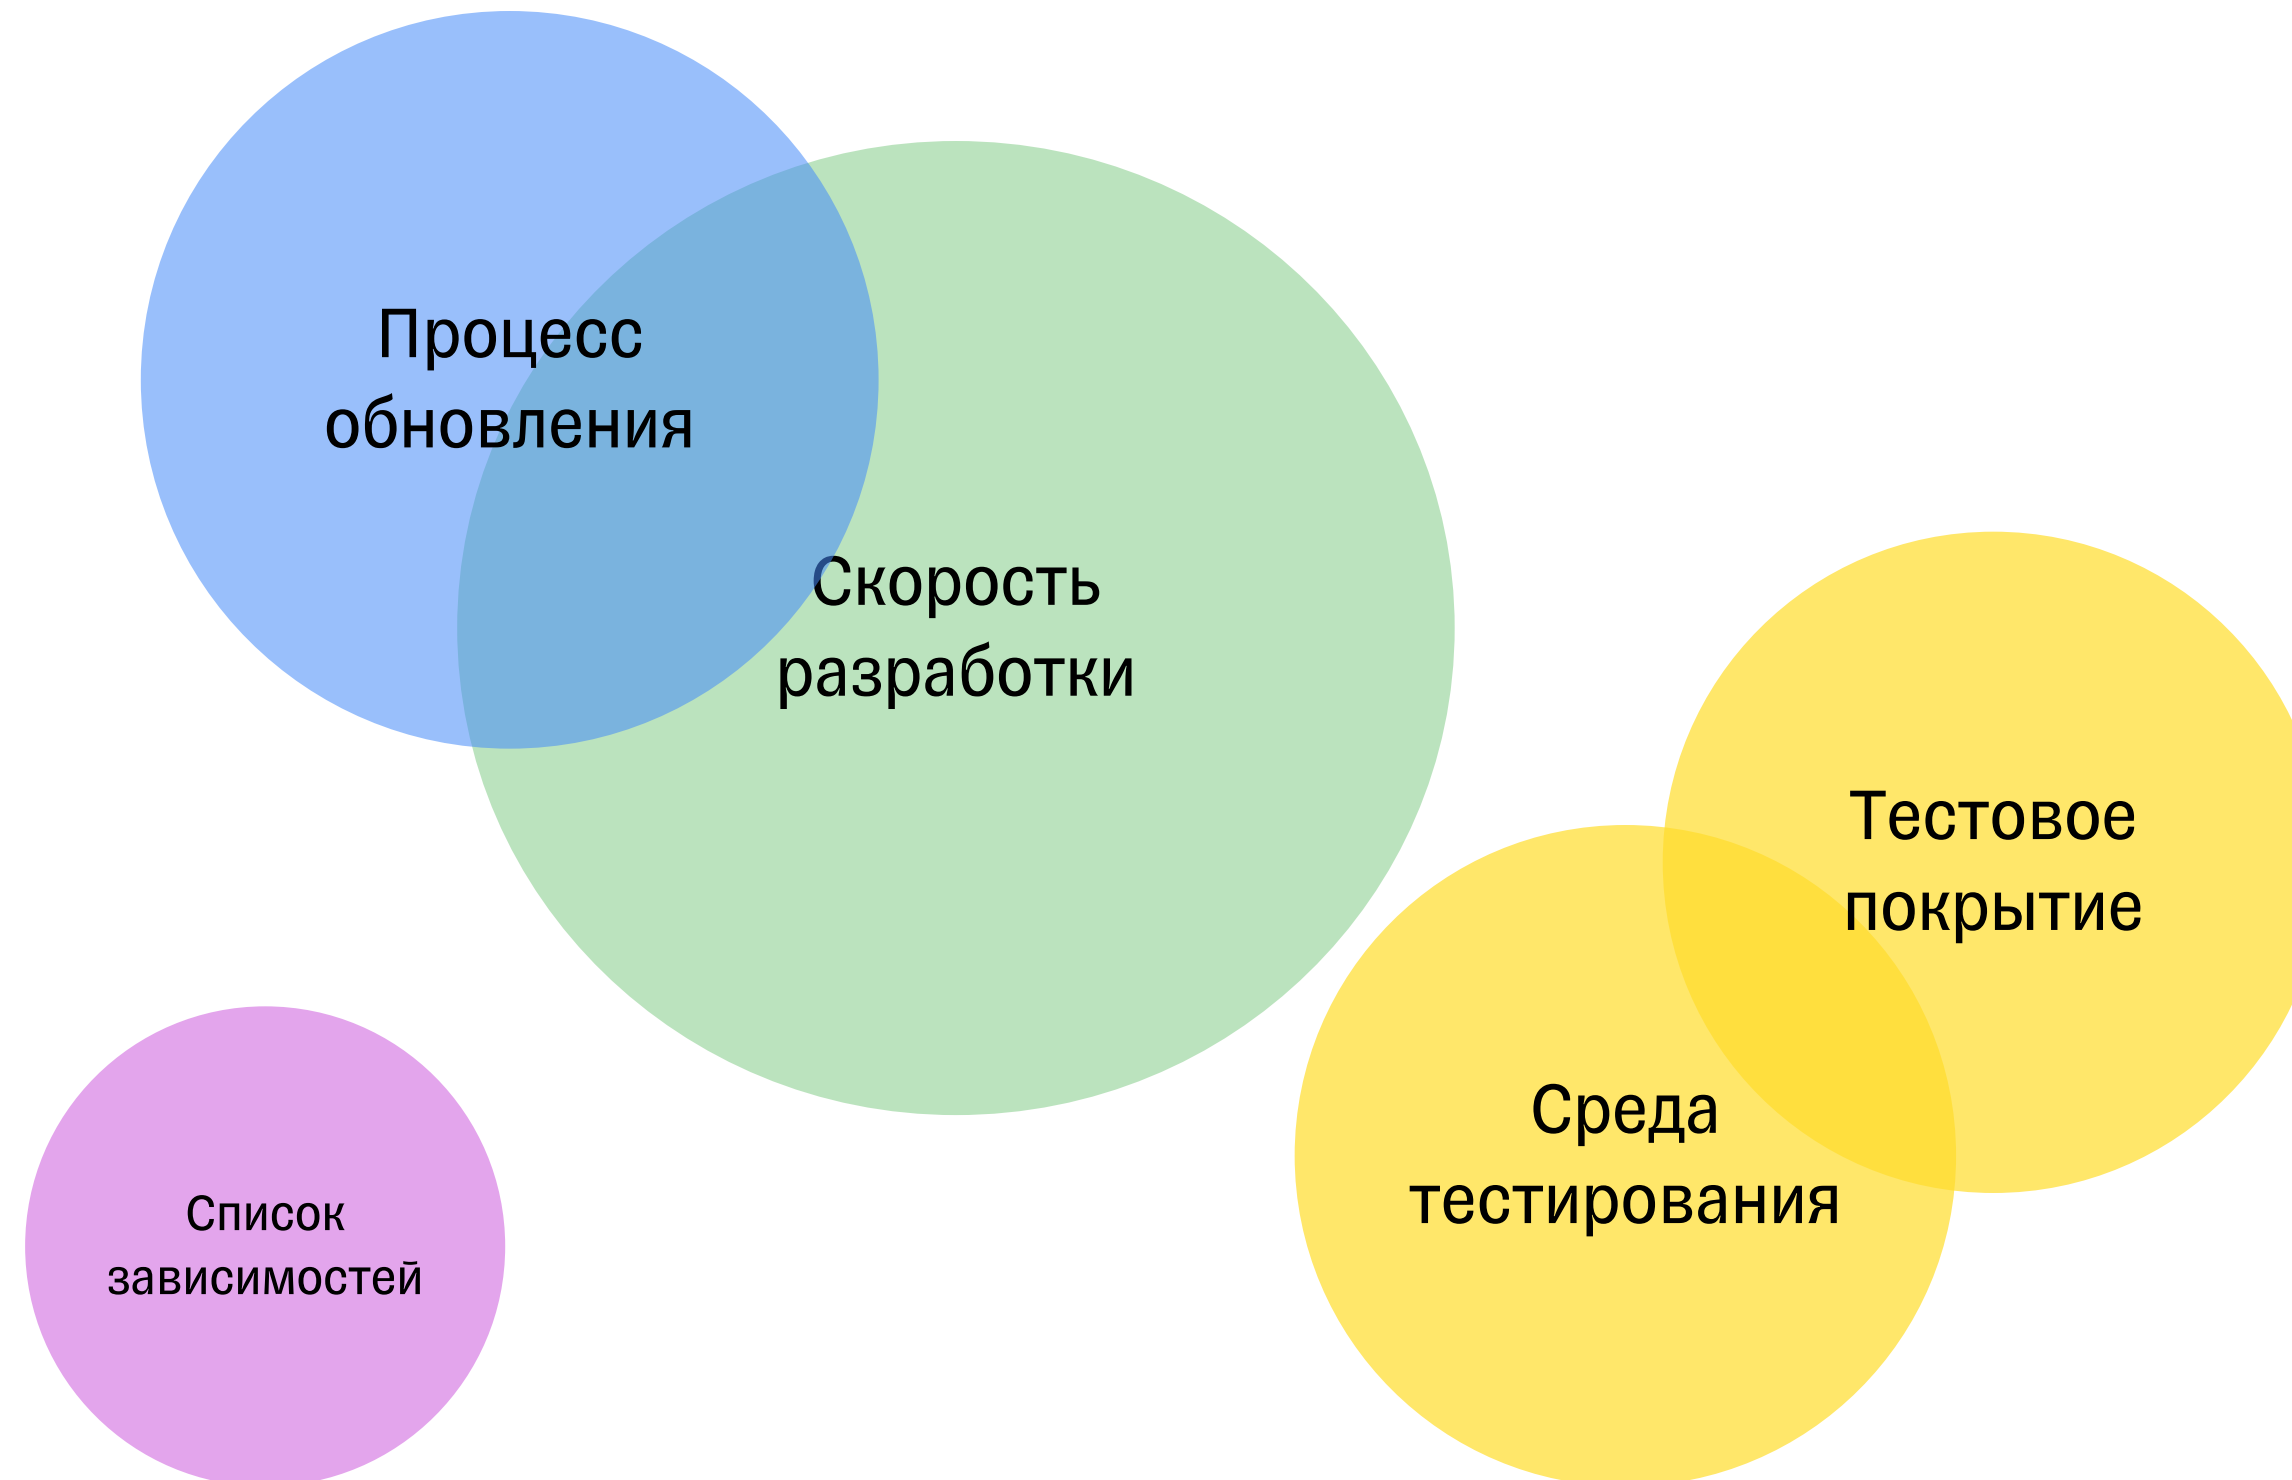 Процесс
обновления
Скорость
разработки
Тестовое
покрытие
Среда
тестирования
Список
зависимостей